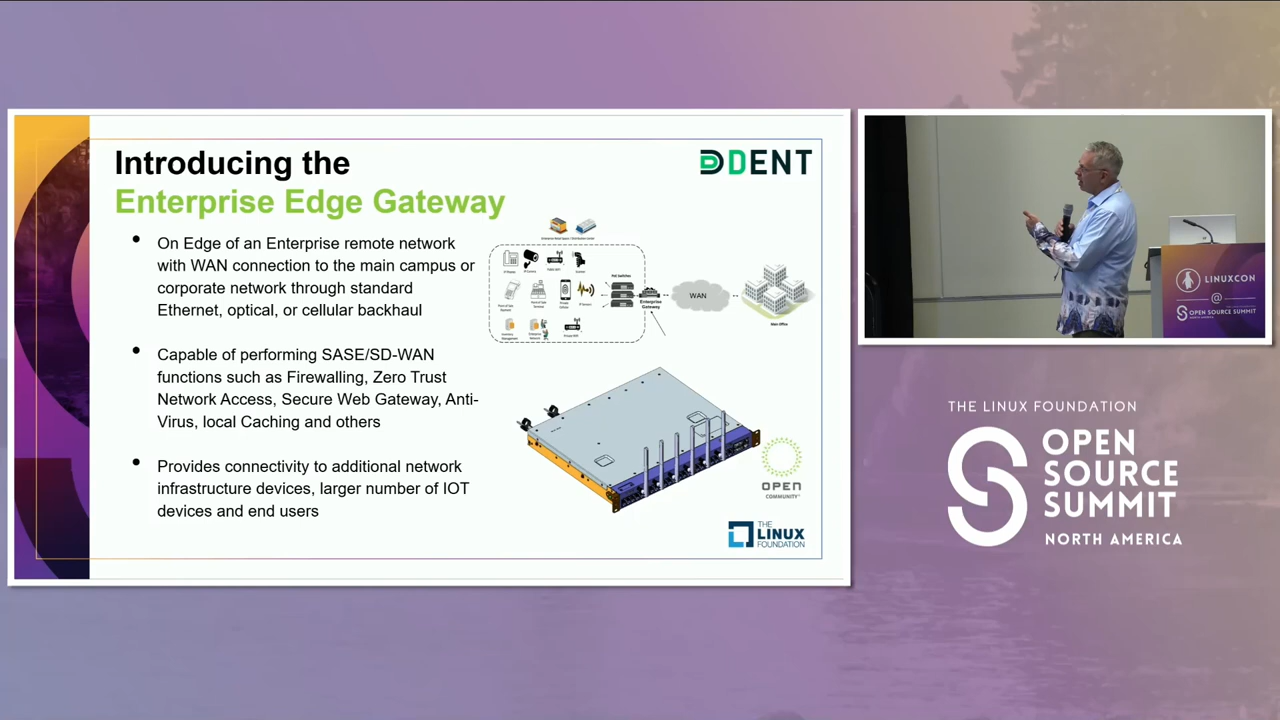 Introducing the
Enterprise Edge Gateway
DENT
• On Edge of an Enterprise remote network
with WAN connection to the main campus or
corporate network through standard
Ethernet, optical, or cellular backhaul
• Capable of performing SASE/SD-WAN
functions such as Firewalling, Zero Trust
Network Access, Secure Web Gateway, Anti-
Virus, local Caching and others
• Provides connectivity to additional network
infrastructure devices, larger number of IOT
devices and end users
PoE Switches
Enterprise
Gateway
WAN
Main Office
OPEN
COMMUNITY
THE
LINUX
FOUNDATION
LINUXCON
@
OPEN SOURCE SUMMIT
THE LINUX FOUNDATION
OPEN
SOURCE
SUMMIT
NORTH AMERICA